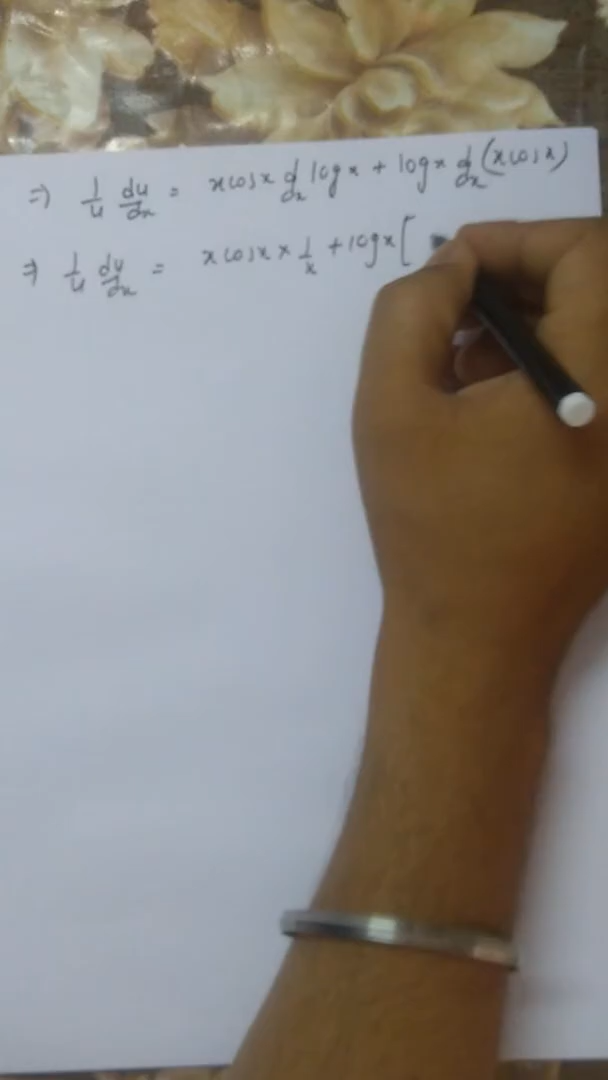 ⇒ 1/u du/dx = x cos x d/dx log x + log x d/dx (x cos x)
⇒ 1/u du/dx = x cos x × 1/x + log x [